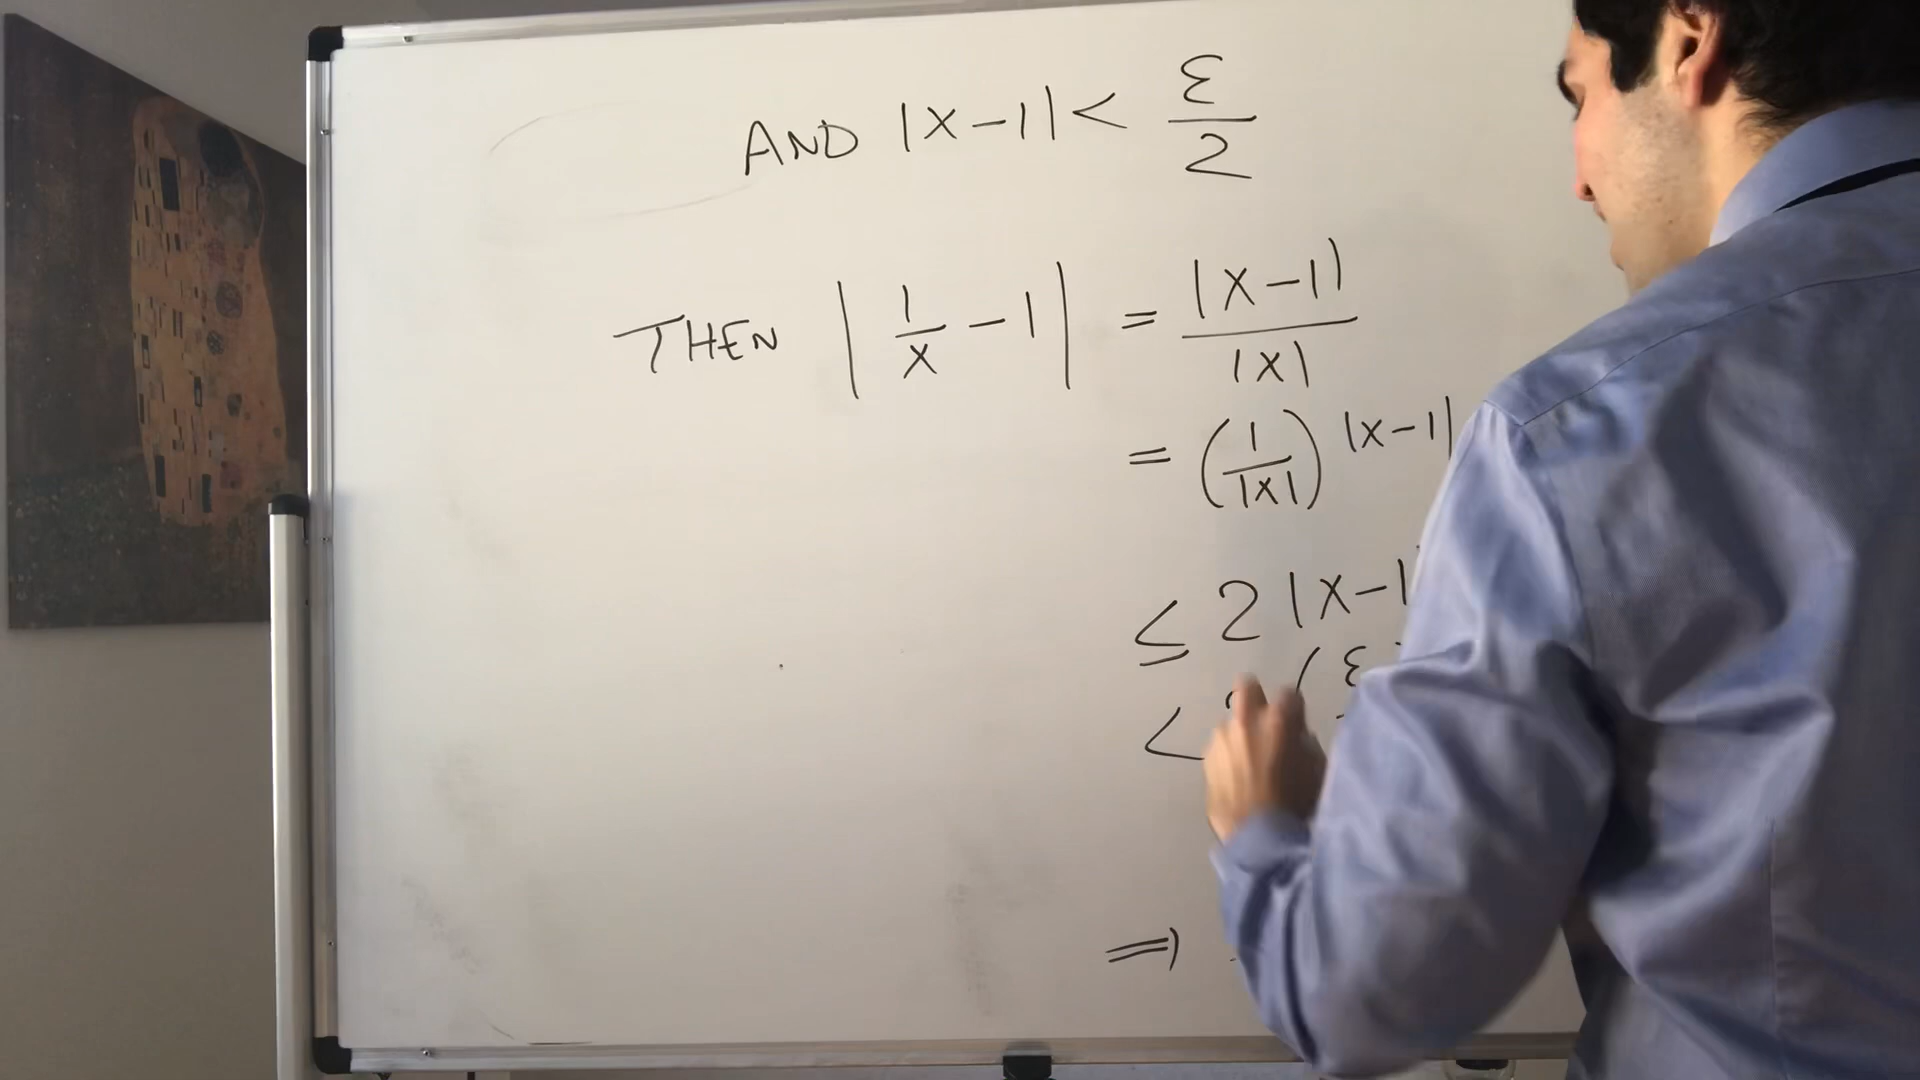 AND |x-1| < ε/2
THEN |1/x - 1| = |x-1|/|x|
= (1/|x|) |x-1|
≤ 2 |x-1
< ( ε
⇒